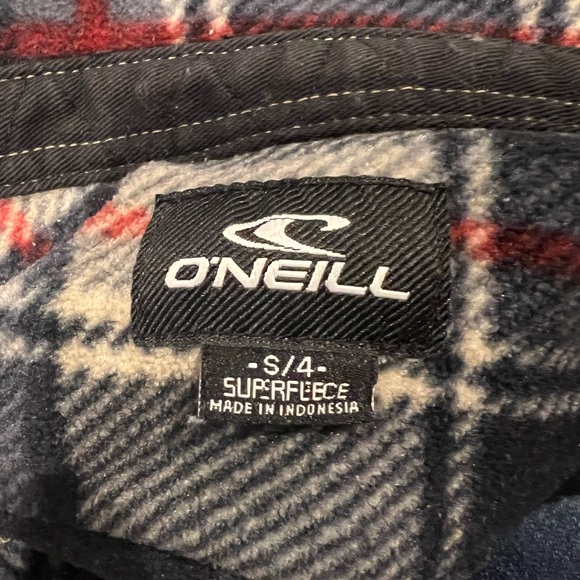 O'NEILL
-S/4-
SUPERFLEECE
MADE IN INDONESIA